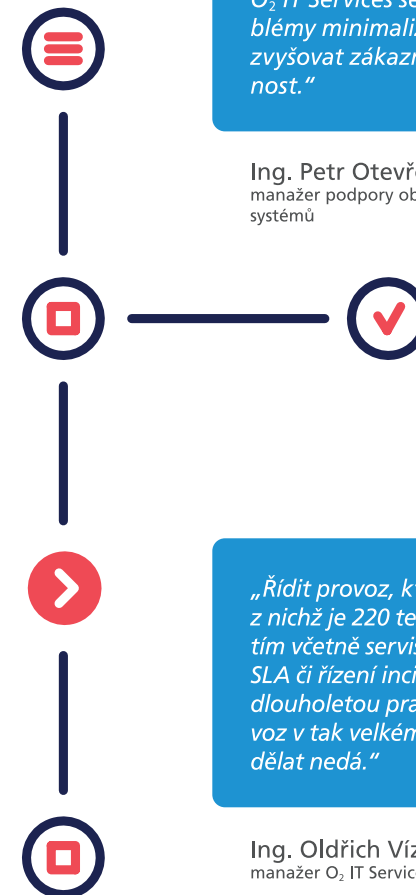 O₂ IT Services se
blémy minimaliz
zvyšovat zákazn
nost.“
Ing. Petr Otevř
manažer podpory ob
systémů
„Řídit provoz, k
z nichž je 220 te
tím včetně servis
SLA či řízení inci
dlouholetou pra
voz v tak velkém
dělat nedá.“
Ing. Oldřich Víz
manažer O₂ IT Servic